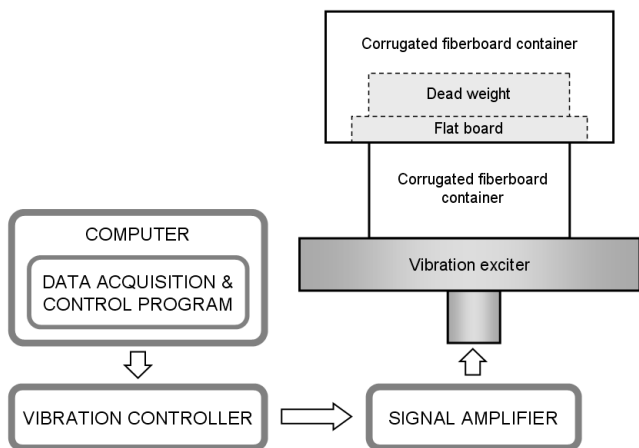 Corrugated fiberboard container
Dead weight
Flat board
Corrugated fiberboard
container
Vibration exciter
COMPUTER
DATA ACQUISITION &
CONTROL PROGRAM
VIBRATION CONTROLLER
SIGNAL AMPLIFIER